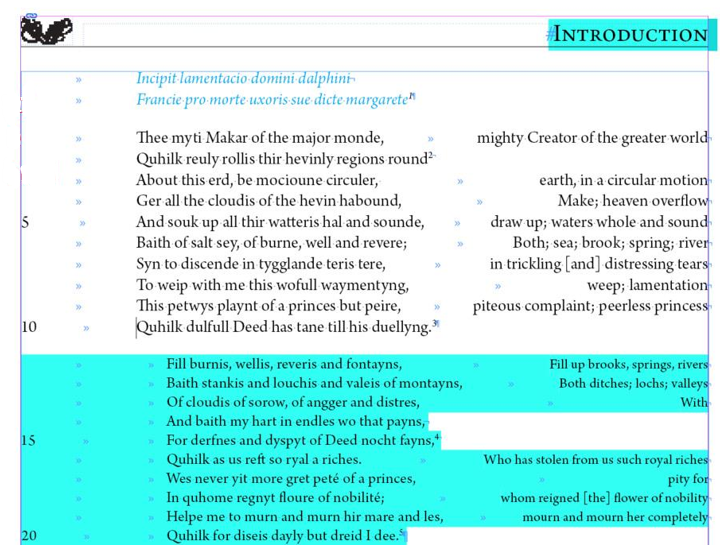 #Introduction
Incipit lamentacio domini dalphini
Francie pro morte uxoris sue dicte margarete¹
Thee myti Makar of the major monde, mighty Creator of the greater world
Quhilk reuly rollis thir hevinly regions round²
About this erd, be mocioune circuler, earth, in a circular motion
Ger all the cloudis of the hevin habound, Make; heaven overflow
5 And souk up all thir watteris hal and sounde, draw up; waters whole and sound
Baith of salt sey, of burne, well and revere; Both; sea; brook; spring; river
Syn to discende in tygglande teris tere, in trickling [and] distressing tears
To weip with me this wofull waymentyng, weep; lamentation
This petwys playnt of a princes but peire, piteous complaint; peerless princess
10 Quhilk dulfull Deed has tane till his duellyng.³
Fill burnis, wellis, reveris and fontayns, Fill up brooks, springs, rivers
Baith stankis and louchis and valeis of montayns, Both ditches; lochs; valleys
Of cloudis of sorow, of angger and distres, With
And baith my hart in endles wo that payns,
15 For derfnes and dyspyt of Deed nocht fayns,⁴
Quhilk as us reft so ryal a riches. Who has stolen from us such royal riches
Wes never yit more gret peté of a princes, pity for
In quhome regnyt floure of nobilité; whom reigned [the] flower of nobility
Helpe me to murn and murn hir mare and les, mourn and mourn her completely
20 Quhilk for diseis dayly but dreid I dee.⁵